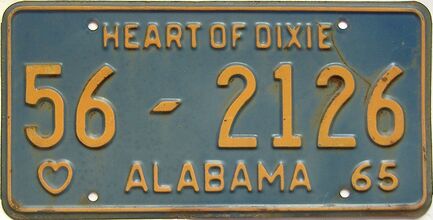 HEART OF DIXIE
56-2126
ALABAMA 65